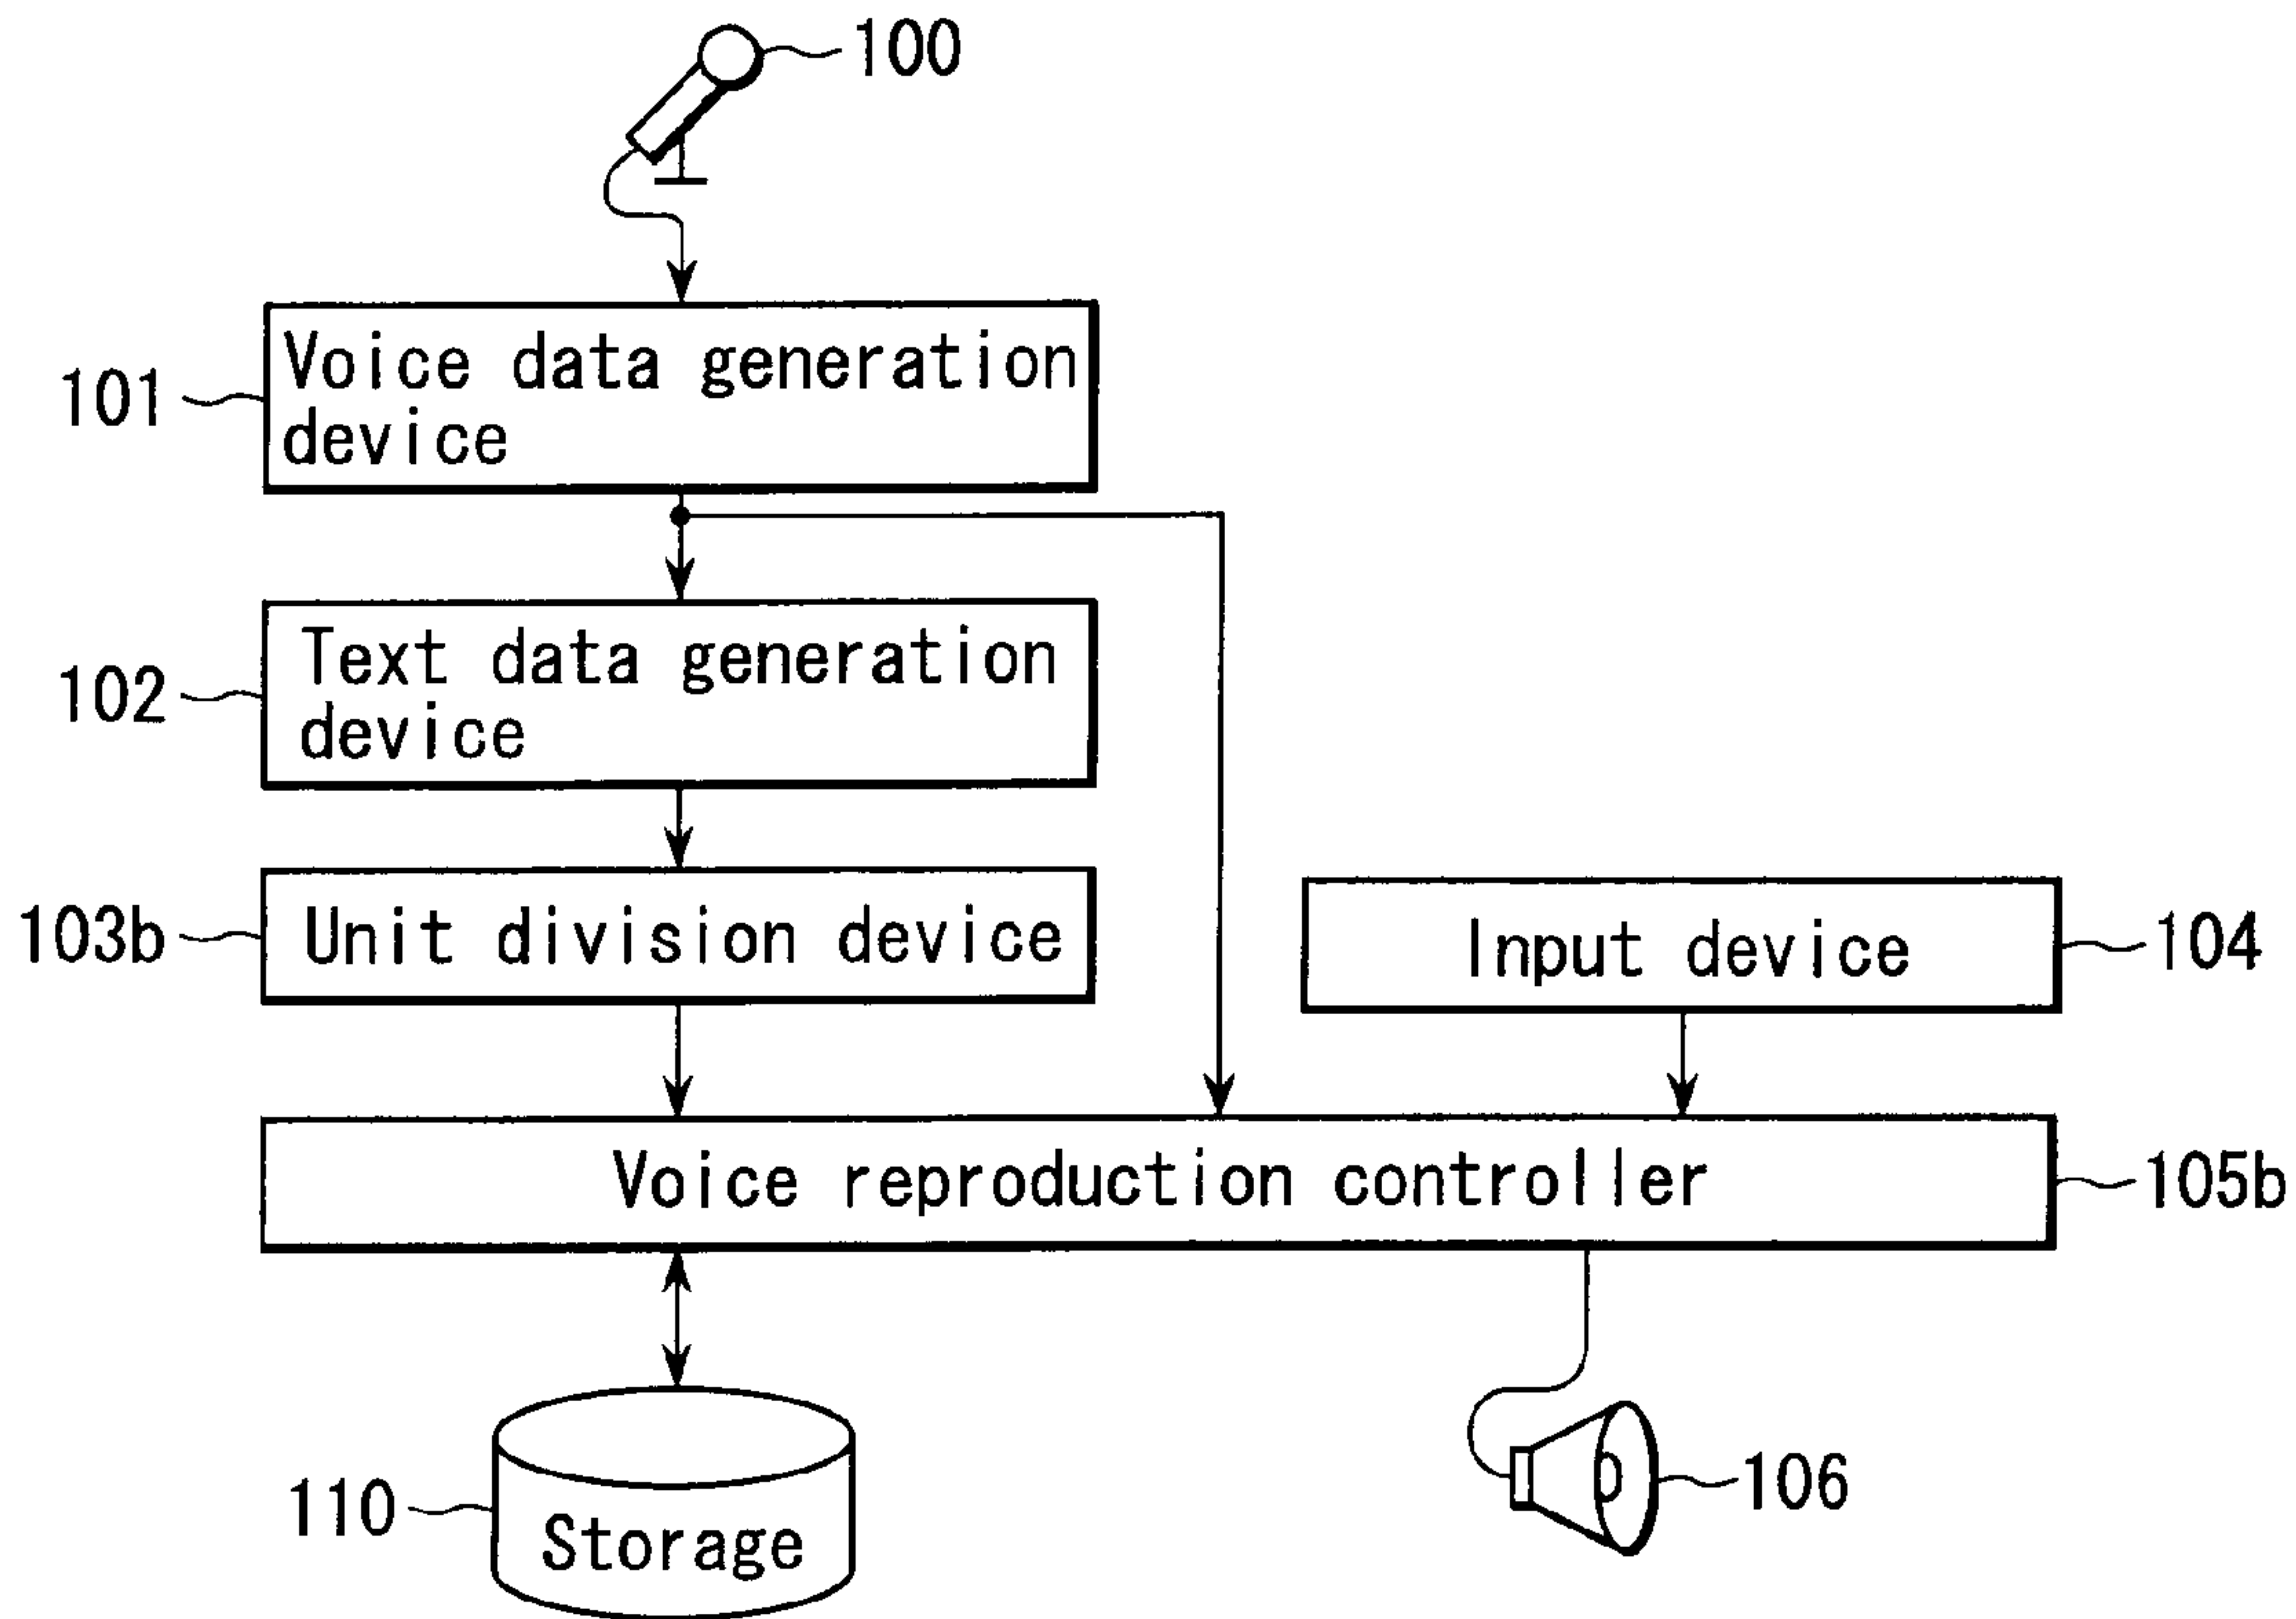 100
101
Voice data generation
device
102
Text data generation
device
103b
Unit division device
Input device
104
Voice reproduction controller
105b
110
Storage
106